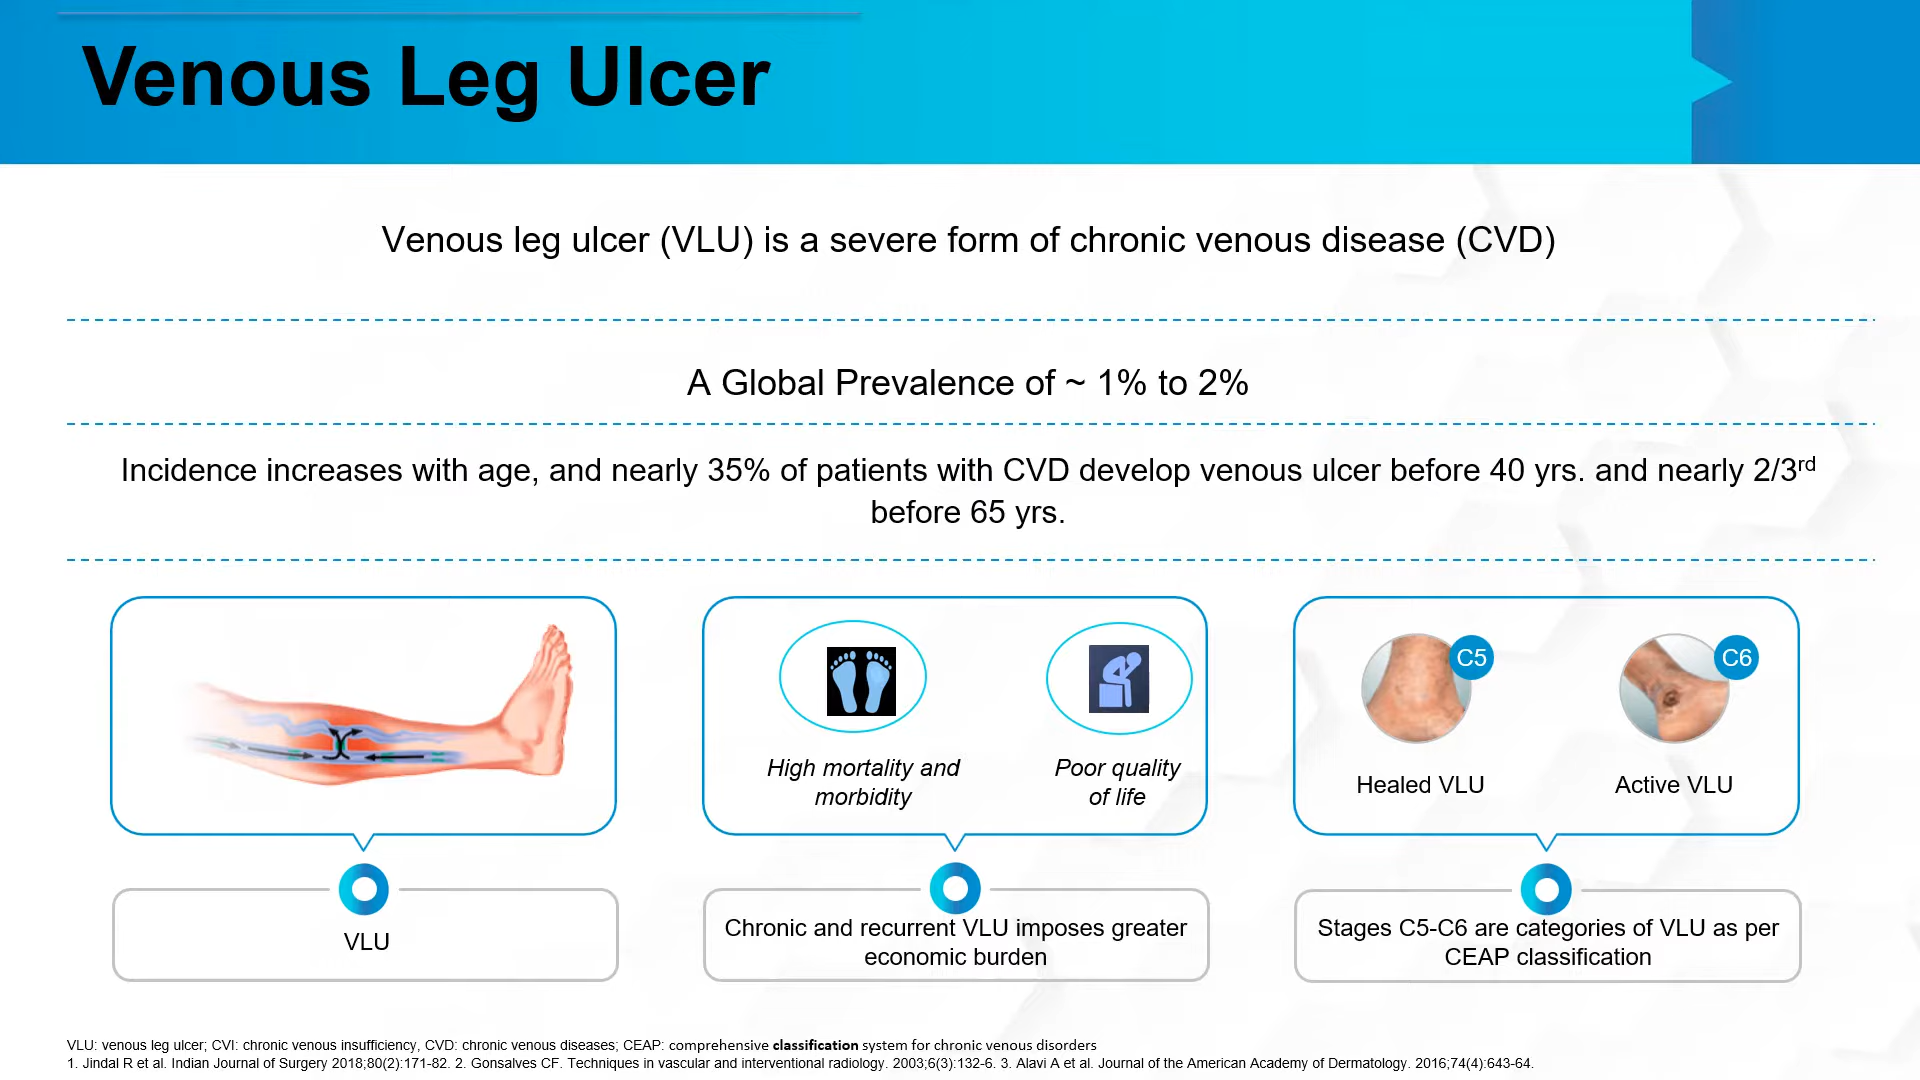 Venous Leg Ulcer
Venous leg ulcer (VLU) is a severe form of chronic venous disease (CVD)
A Global Prevalence of ~ 1% to 2%
Incidence increases with age, and nearly 35% of patients with CVD develop venous ulcer before 40 yrs. and nearly 2/3rd
before 65 yrs.
C5
C6
High mortality and
morbidity
Poor quality
of life
Healed VLU
Active VLU
VLU
Chronic and recurrent VLU imposes greater
economic burden
Stages C5-C6 are categories of VLU as per
CEAP classification
VLU: venous leg ulcer; CVI: chronic venous insufficiency, CVD: chronic venous diseases; CEAP: comprehensive classification system for chronic venous disorders
1. Jindal R et al. Indian Journal of Surgery 2018;80(2):171-82. 2. Gonsalves CF. Techniques in vascular and interventional radiology. 2003;6(3):132-6. 3. Alavi A et al. Journal of the American Academy of Dermatology. 2016;74(4):643-64.